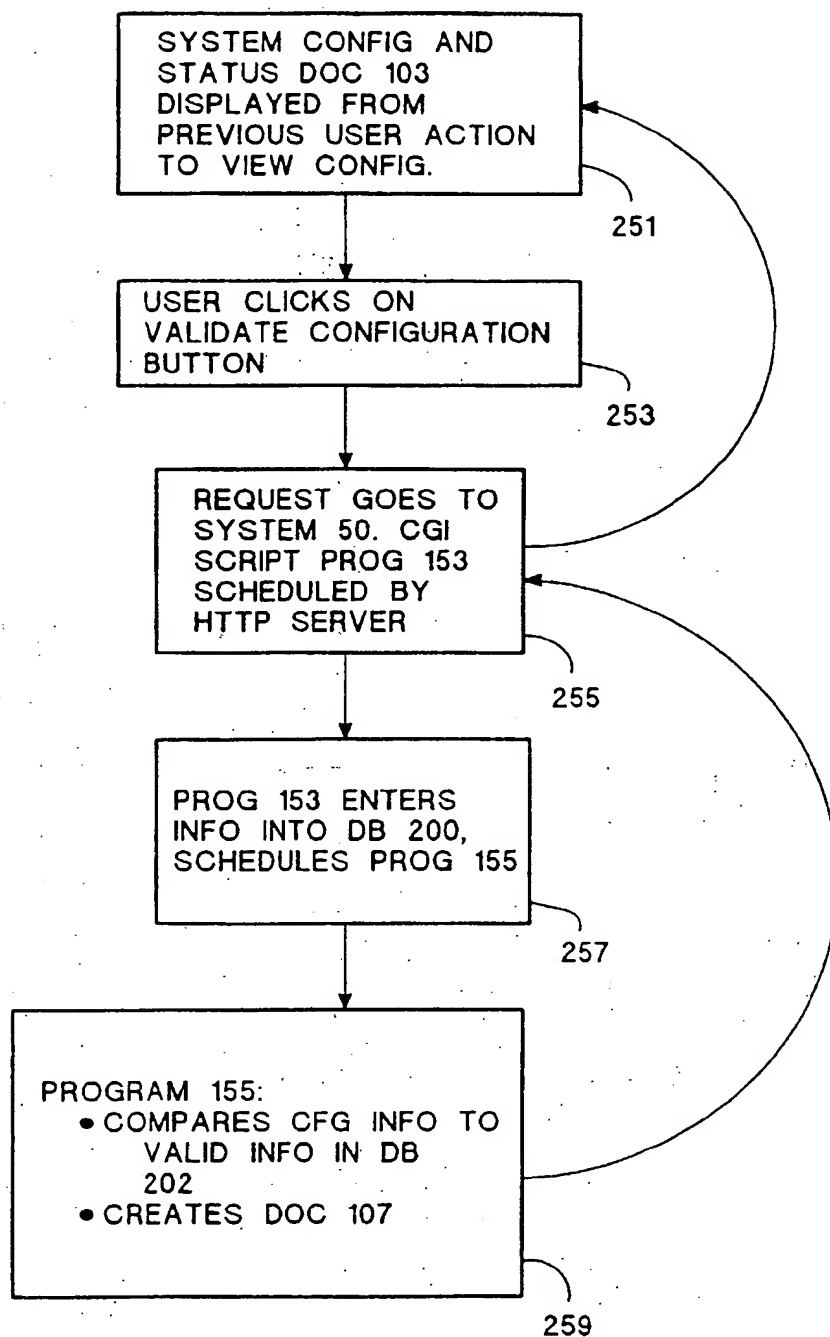 SYSTEM CONFIG AND
STATUS DOC 103
DISPLAYED FROM
PREVIOUS USER ACTION
TO VIEW CONFIG.
251
USER CLICKS ON
VALIDATE CONFIGURATION
BUTTON
253
REQUEST GOES TO
SYSTEM 50. CGI
SCRIPT PROG 153
SCHEDULED BY
HTTP SERVER
255
PROG 153 ENTERS
INFO INTO DB 200,
SCHEDULES PROG 155
257
PROGRAM 155:
• COMPARES CFG INFO TO
VALID INFO IN DB
202
• CREATES DOC 107
259